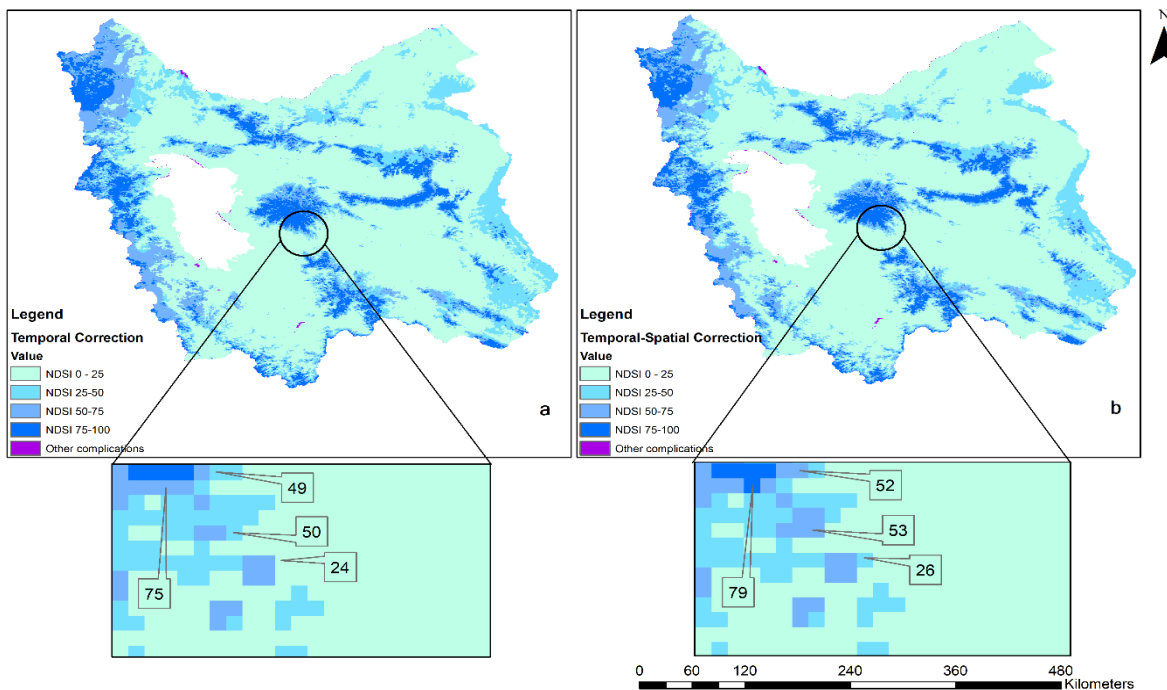 N
Legend
Temporal Correction
Value
NDSI 0 - 25
NDSI 25-50
NDSI 50-75
NDSI 75-100
Other complications
a
Legend
Temporal-Spatial Correction
Value
NDSI 0 - 25
NDSI 25-50
NDSI 50-75
NDSI 75-100
Other complications
b
49
50
24
75
52
53
26
79
0 60 120 240 360 480
Kilometers